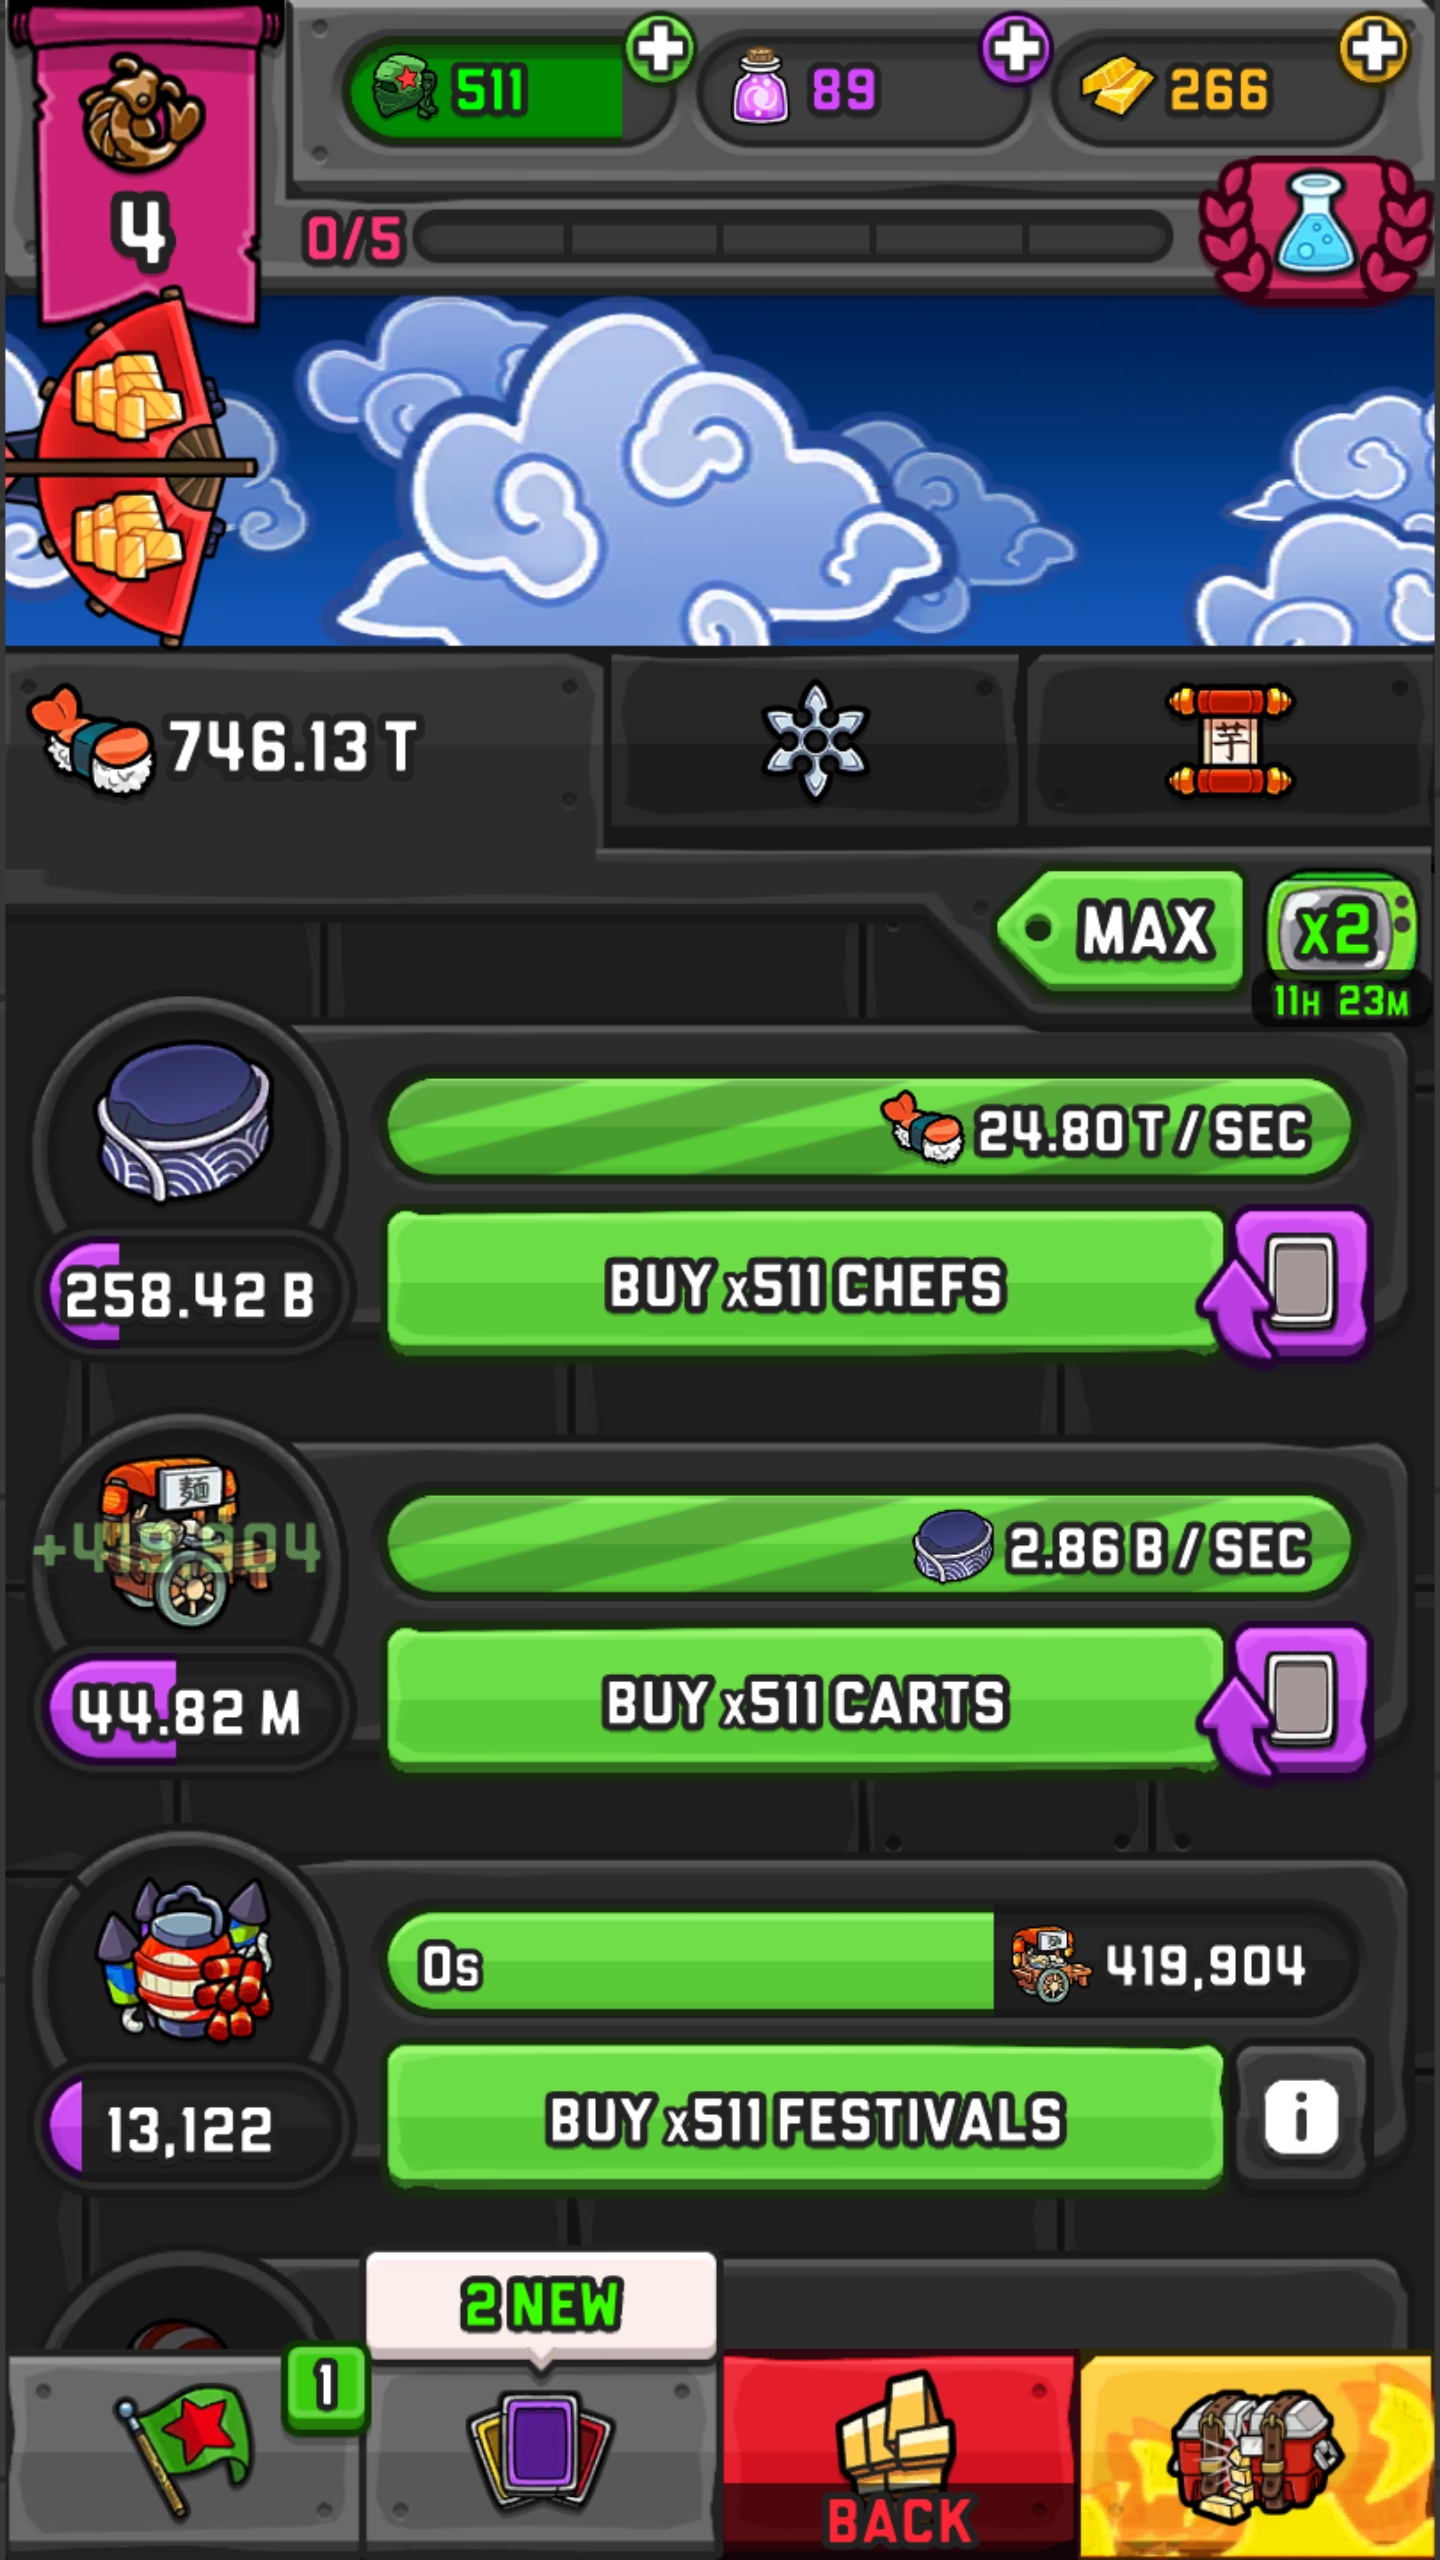 511
89
266
4
0/5
746.13 T
芋
MAX
x2
11H 23M
24.80 T / SEC
258.42 B
BUY x511 CHEFS
麺
+419,904
2.86 B / SEC
44.82 M
BUY x511 CARTS
0s
419,904
13,122
BUY x511 FESTIVALS
i
2 NEW
1
BACK